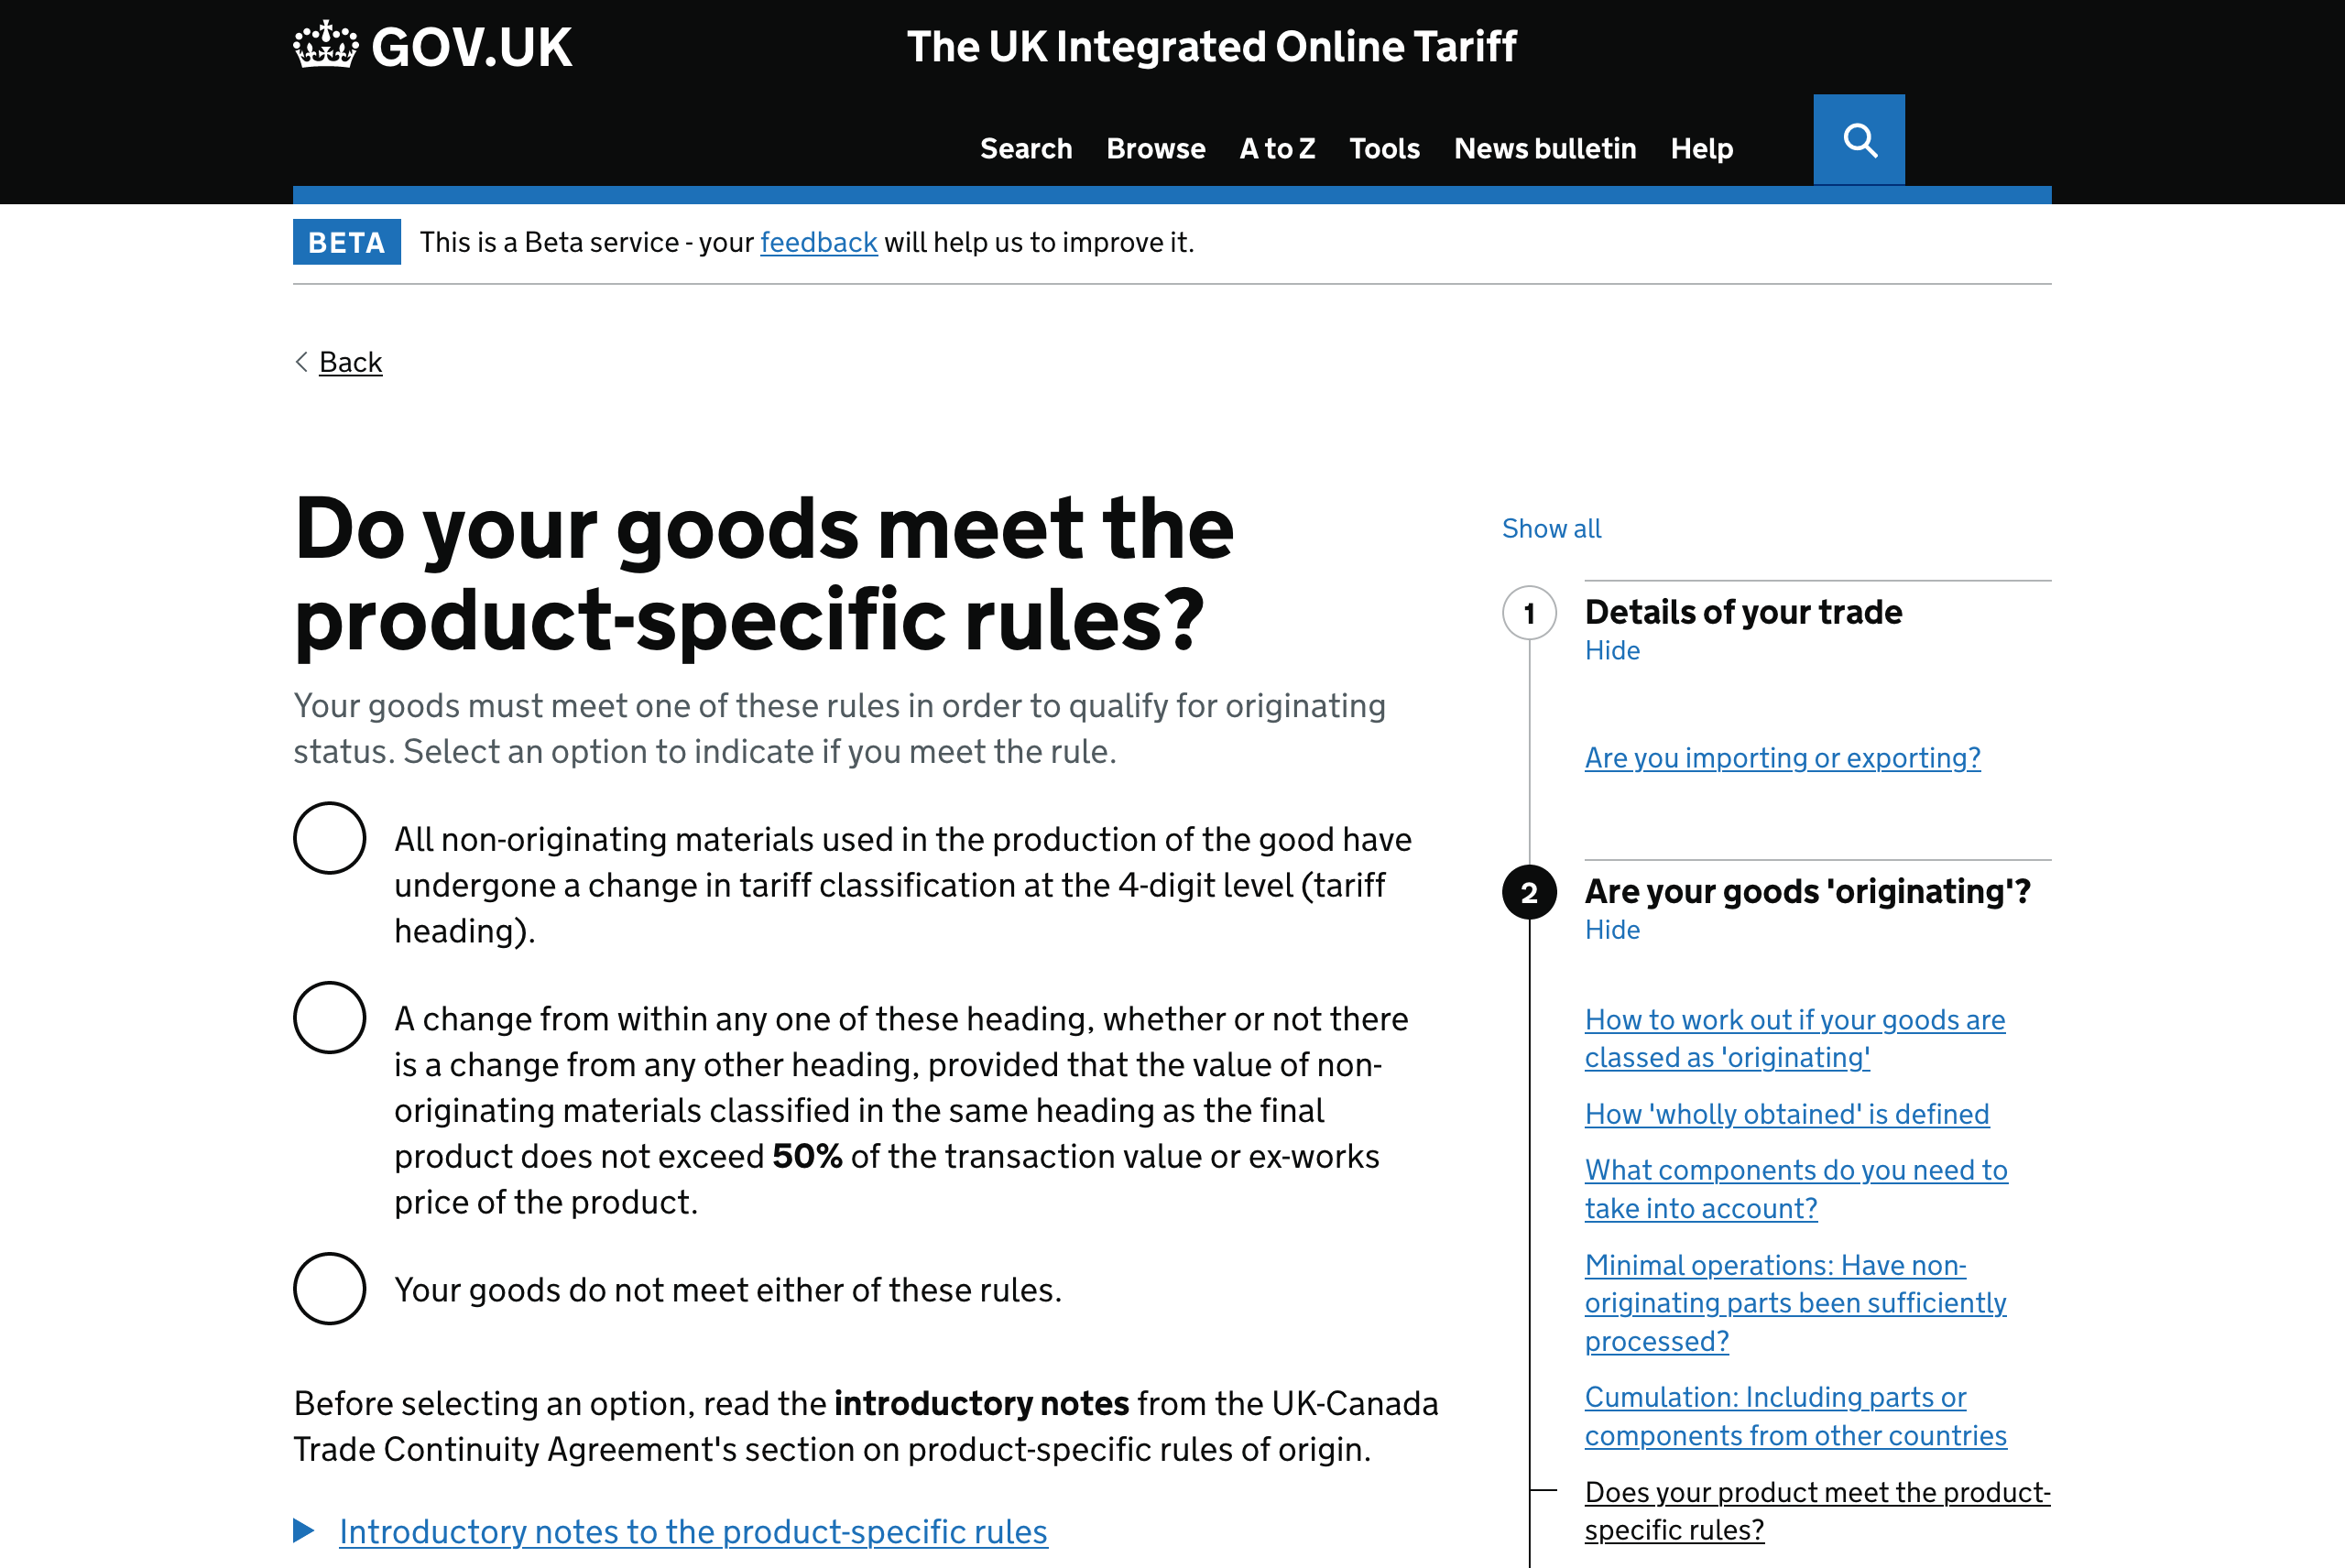 GOV.UK
The UK Integrated Online Tariff
Search Browse A to Z Tools News bulletin Help
BETA This is a Beta service - your feedback will help us to improve it.
Back
Do your goods meet the
product-specific rules?
Your goods must meet one of these rules in order to qualify for originating
status. Select an option to indicate if you meet the rule.
All non-originating materials used in the production of the good have
undergone a change in tariff classification at the 4-digit level (tariff
heading).
A change from within any one of these heading, whether or not there
is a change from any other heading, provided that the value of non-
originating materials classified in the same heading as the final
product does not exceed 50% of the transaction value or ex-works
price of the product.
Your goods do not meet either of these rules.
Before selecting an option, read the introductory notes from the UK-Canada
Trade Continuity Agreement's section on product-specific rules of origin.
Introductory notes to the product-specific rules
Show all
1 Details of your trade
Hide
Are you importing or exporting?
2 Are your goods 'originating'?
Hide
How to work out if your goods are
classed as 'originating'
How 'wholly obtained' is defined
What components do you need to
take into account?
Minimal operations: Have non-
originating parts been sufficiently
processed?
Cumulation: Including parts or
components from other countries
Does your product meet the product-
specific rules?